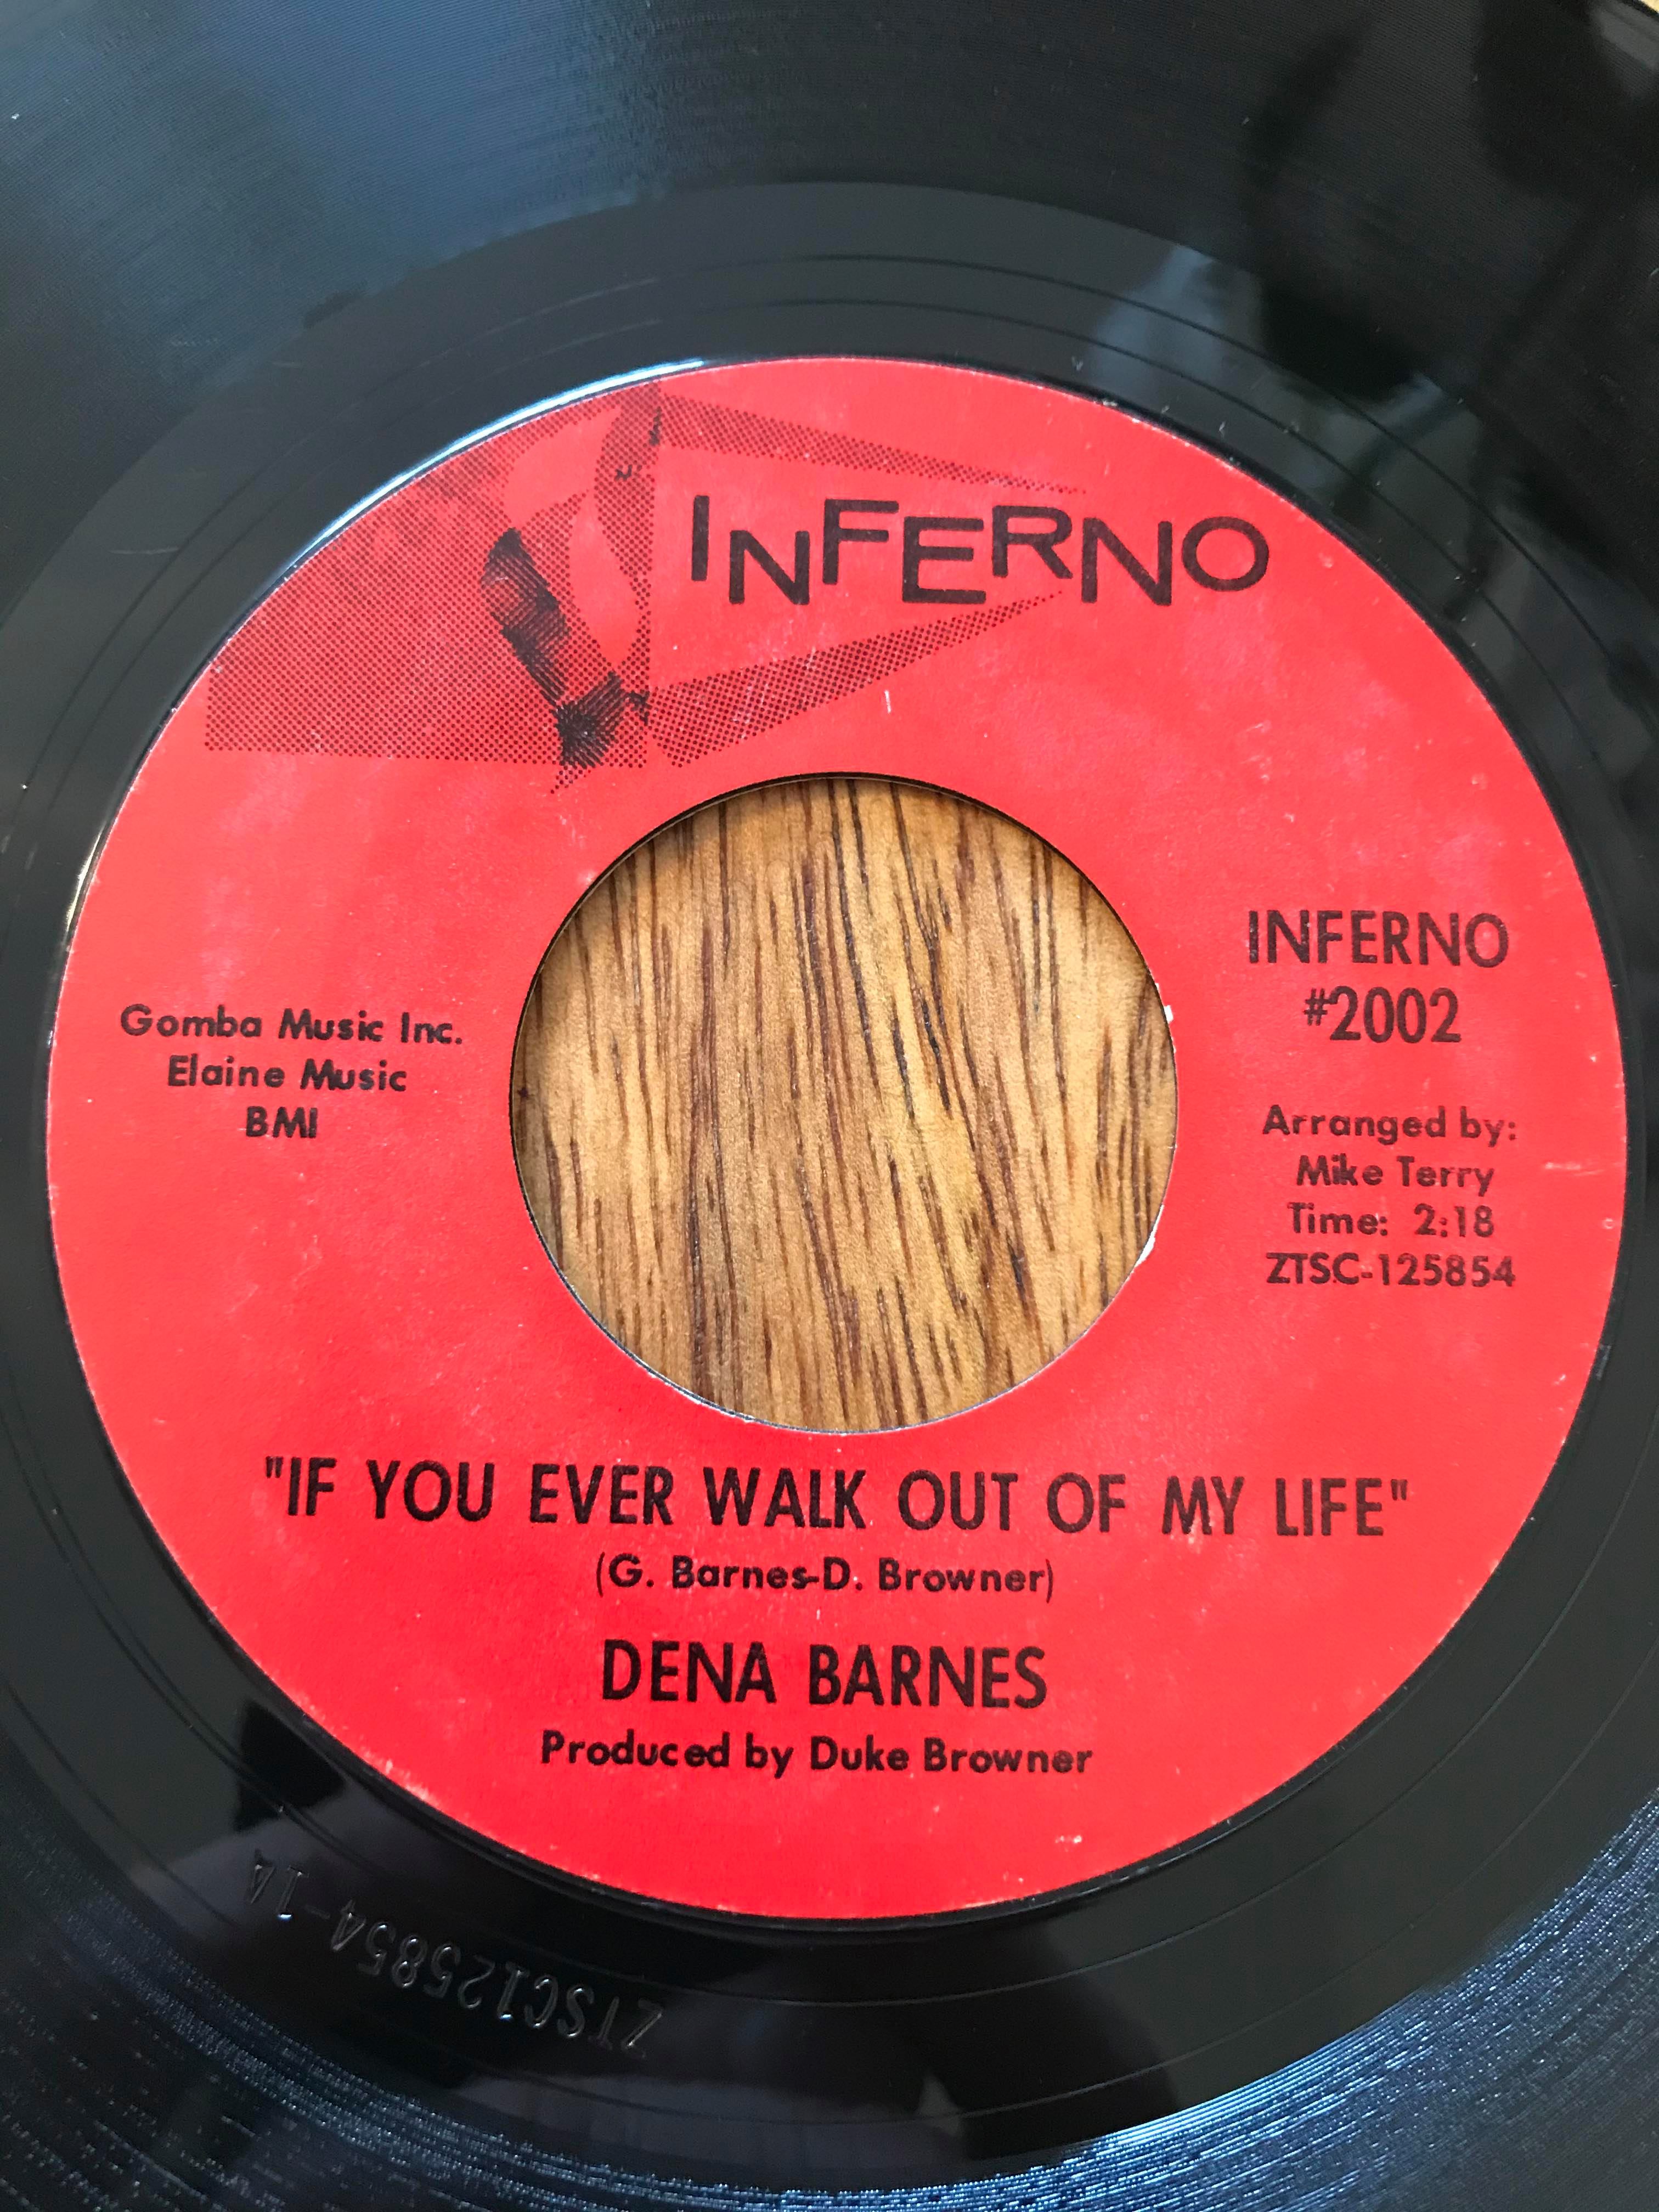 INFERNO
INFERNO
#2002
Gomba Music Inc.
Elaine Music
BMI
Arranged by:
Mike Terry
Time: 2:18
ZTSC-125854
"IF YOU EVER WALK OUT OF MY LIFE"
(G. Barnes-D. Browner)
DENA BARNES
Produced by Duke Browner
ZTSC125854-1A